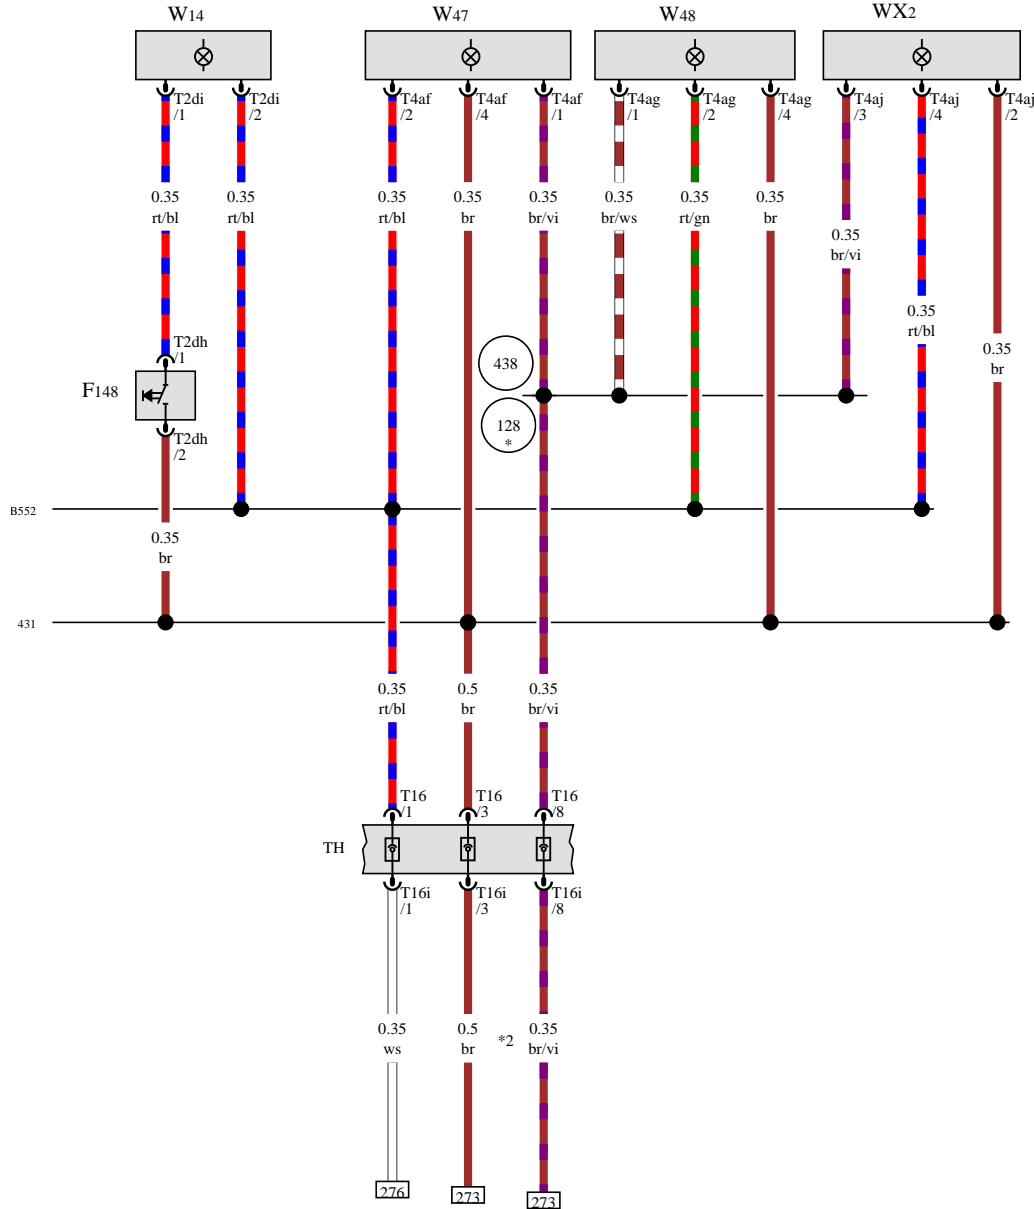 W14 W47 W48 WX2
T2di T2di T4af T4af T4af T4ag T4ag T4ag T4aj T4aj T4aj
/1 /2 /2 /4 /1 /1 /2 /4 /3 /4 /2
0.35 0.35 0.35 0.35 0.35 0.35 0.35 0.35
rt/bl rt/bl rt/bl br br/vi br/ws rt/gn br
0.35
br/vi
0.35
rt/bl
T2dh
/1
0.35
br
438
F148
128
*
T2dh
/2
B552
0.35
br
431
0.35 0.5 0.35
rt/bl br br/vi
T16 T16 T16
/1 /3 /8
TH
T16i T16i T16i
/1 /3 /8
0.35 0.5 *2 0.35
ws br br/vi
276 273 273